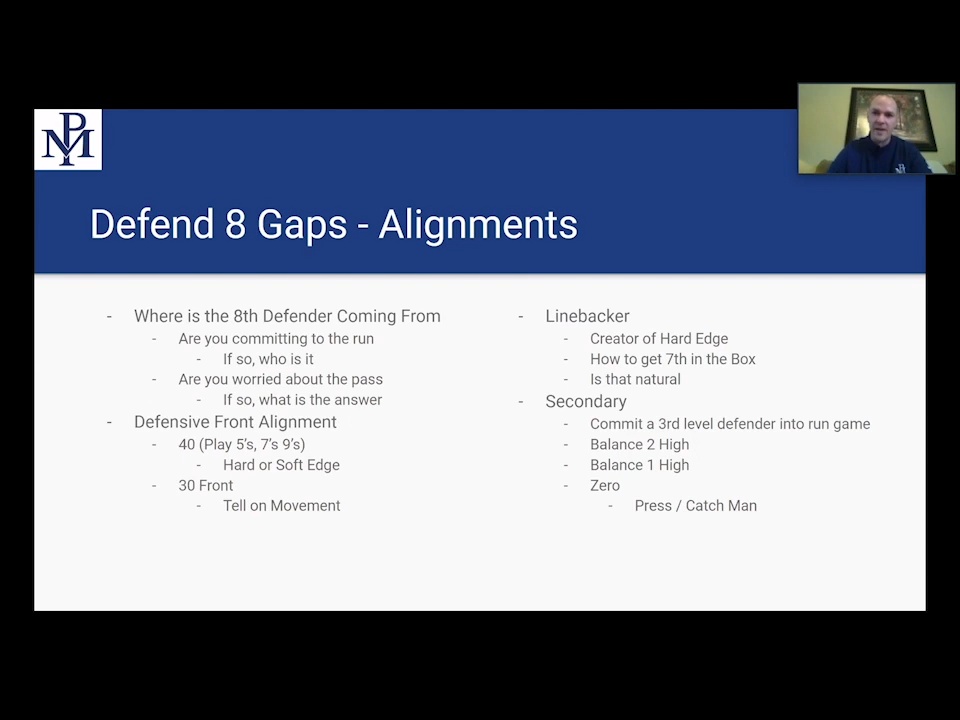 PM
Defend 8 Gaps - Alignments
- Where is the 8th Defender Coming From
- Are you committing to the run
- If so, who is it
- Are you worried about the pass
- If so, what is the answer
- Defensive Front Alignment
- 40 (Play 5's, 7's 9's)
- Hard or Soft Edge
- 30 Front
- Tell on Movement
- Linebacker
- Creator of Hard Edge
- How to get 7th in the Box
- Is that natural
- Secondary
- Commit a 3rd level defender into run game
- Balance 2 High
- Balance 1 High
- Zero
- Press / Catch Man